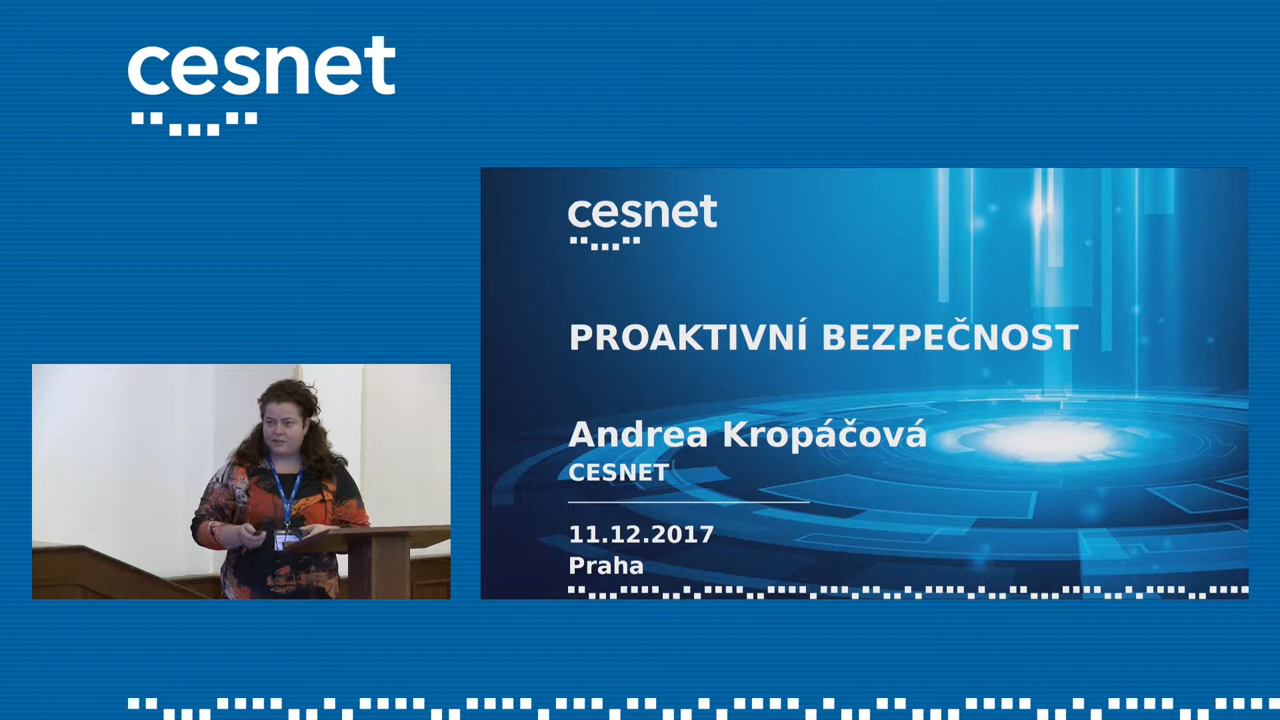 cesnet
cesnet
PROAKTIVNÍ BEZPEČNOST
Andrea Kropáčová
CESNET
11.12.2017
Praha